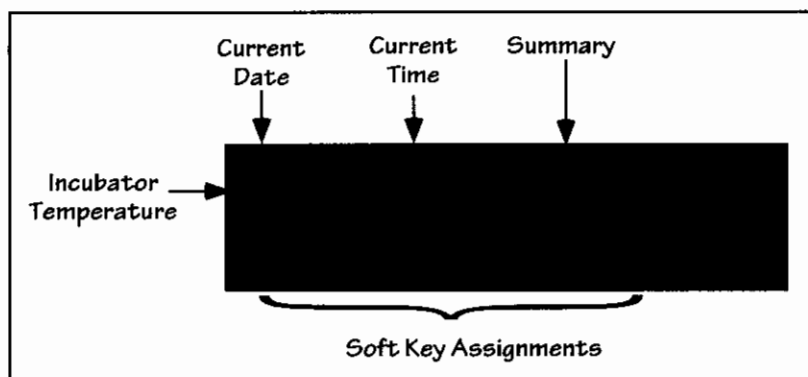 Current
Date
Current
Time
Summary
Incubator
Temperature
Soft Key Assignments